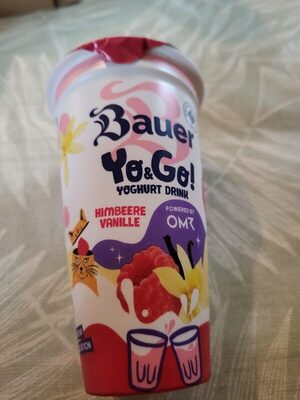 Bauer
Yo&Go!
YOGHURT DRINK
HIMBEERE
VANILLE
POWERED BY
OMR